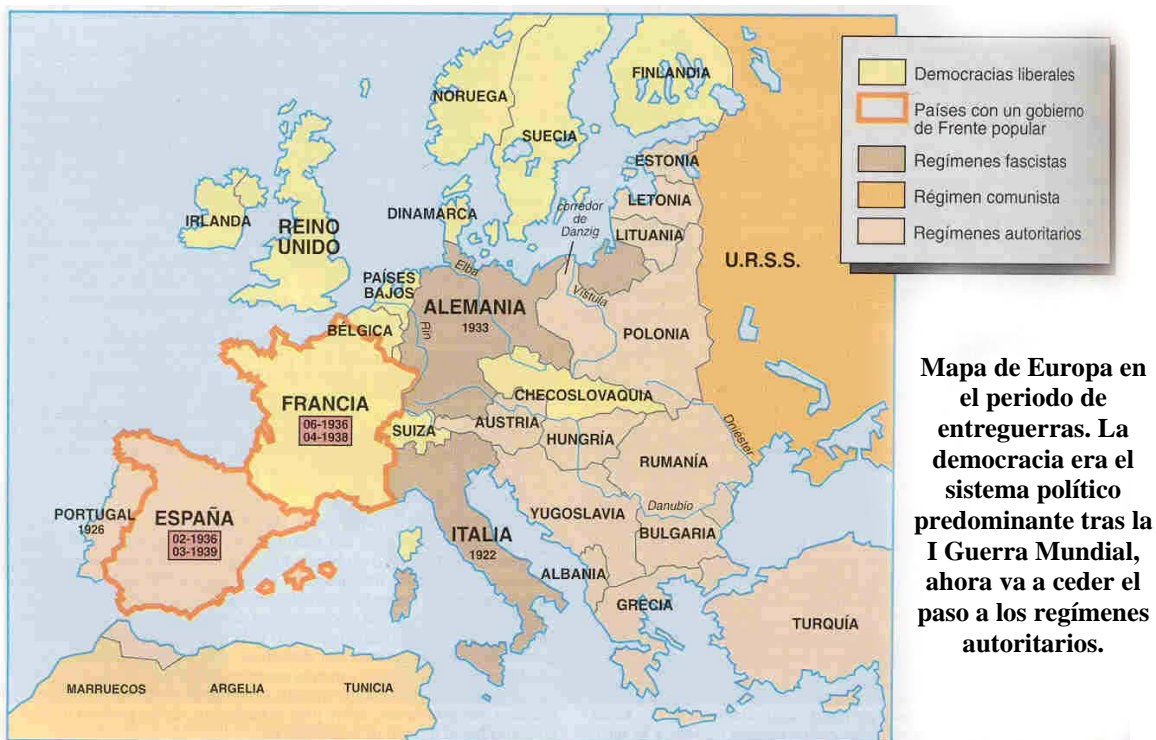 FINLANDIA
NORUEGA
SUECIA
ESTONIA
LETONIA
LITUANIA
corredor
de
Danzig
DINAMARCA
IRLANDA
REINO
UNIDO
PAÍSES
BAJOS
Elba
ALEMANIA
1933
Vístula
U.R.S.S.
POLONIA
BÉLGICA
Rin
CHECOSLOVAQUIA
FRANCIA
06-1936
04-1938
SUIZA
AUSTRIA
HUNGRÍA
Dniéster
RUMANÍA
PORTUGAL
1926
ESPAÑA
02-1936
03-1939
ITALIA
1922
YUGOSLAVIA
Danubio
BULGARIA
ALBANIA
GRECIA
TURQUÍA
MARRUECOS
ARGELIA
TUNICIA
Democracias liberales
Países con un gobierno
de Frente popular
Regímenes fascistas
Régimen comunista
Regímenes autoritarios
Mapa de Europa en
el periodo de
entreguerras. La
democracia era el
sistema político
predominante tras la
I Guerra Mundial,
ahora va a ceder el
paso a los regímenes
autoritarios.